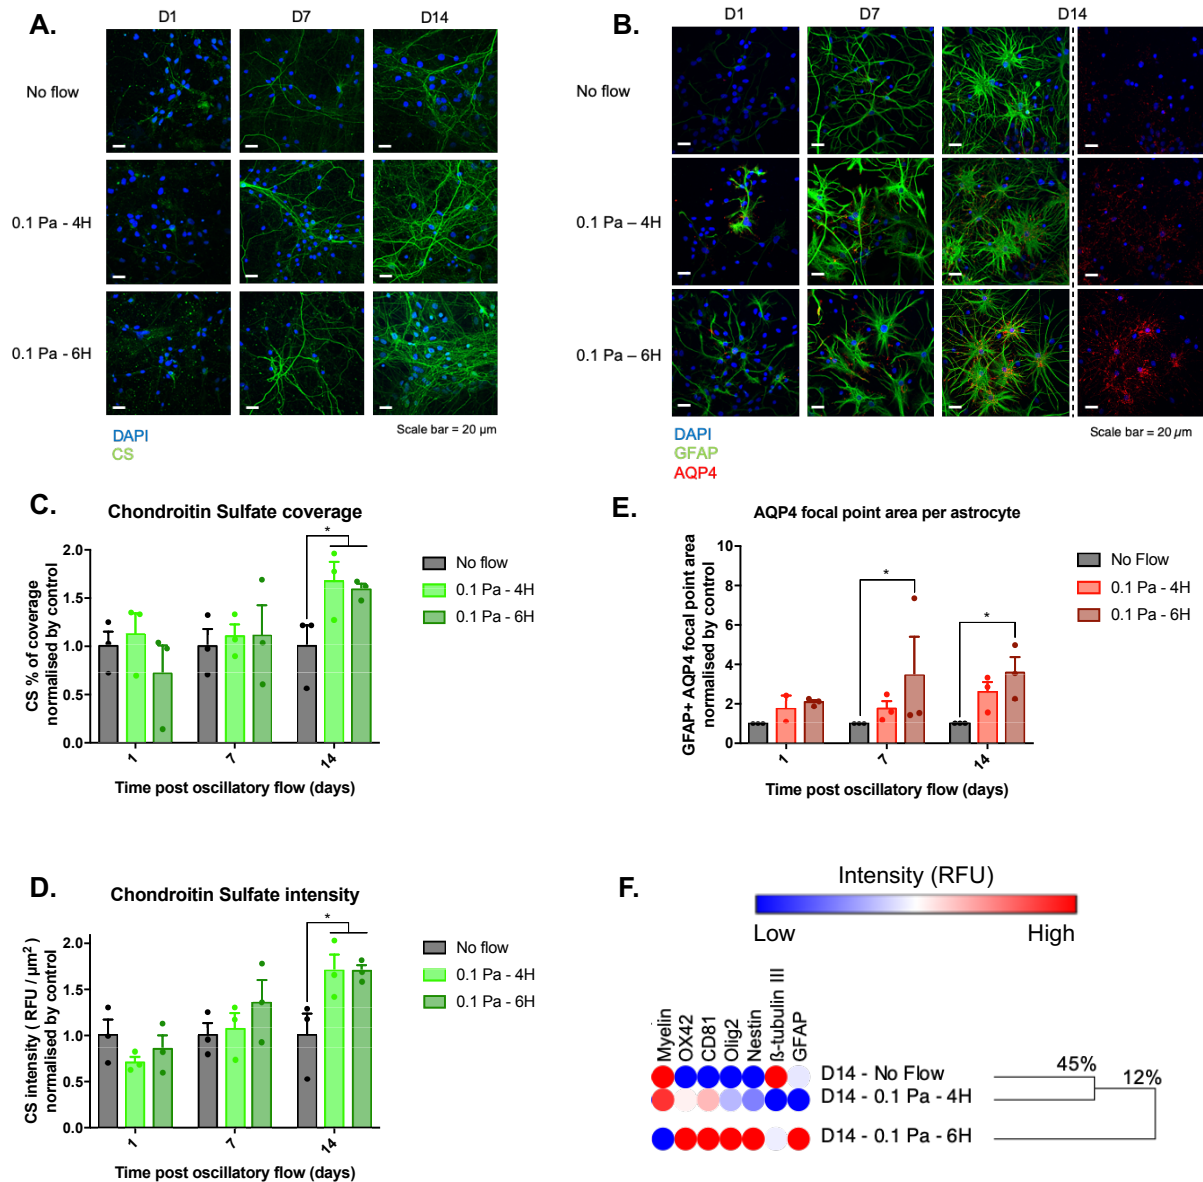 A.
D1 D7 D14
No flow
0.1 Pa - 4H
0.1 Pa - 6H
DAPI
CS
Scale bar = 20 µm
B.
D1 D7 D14
No flow
0.1 Pa – 4H
0.1 Pa – 6H
DAPI
GFAP
AQP4
Scale bar = 20 µm
C.
Chondroitin Sulfate coverage
CS % of coverage
normalised by control
2.0
1.5
1.0
0.5
0.0
*
1 7 14
Time post oscillatory flow (days)
No flow
0.1 Pa - 4H
0.1 Pa - 6H
E.
AQP4 focal point area per astrocyte
GFAP+ AQP4 focal point area
normalised by control
10
8
6
4
2
0
*
*
1 7 14
Time post oscillatory flow (days)
No Flow
0.1 Pa - 4H
0.1 Pa - 6H
D.
Chondroitin Sulfate intensity
CS intensity ( RFU / µm²)
normalised by control
2.0
1.5
1.0
0.5
0.0
*
1 7 14
Time post oscillatory flow (days)
No flow
0.1 Pa - 4H
0.1 Pa - 6H
F.
Intensity (RFU)
Low High
Myelin
OX42
CD81
Olig2
Nestin
ß-tubulin III
GFAP
D14 - No Flow
D14 - 0.1 Pa - 4H
D14 - 0.1 Pa - 6H
45%
12%